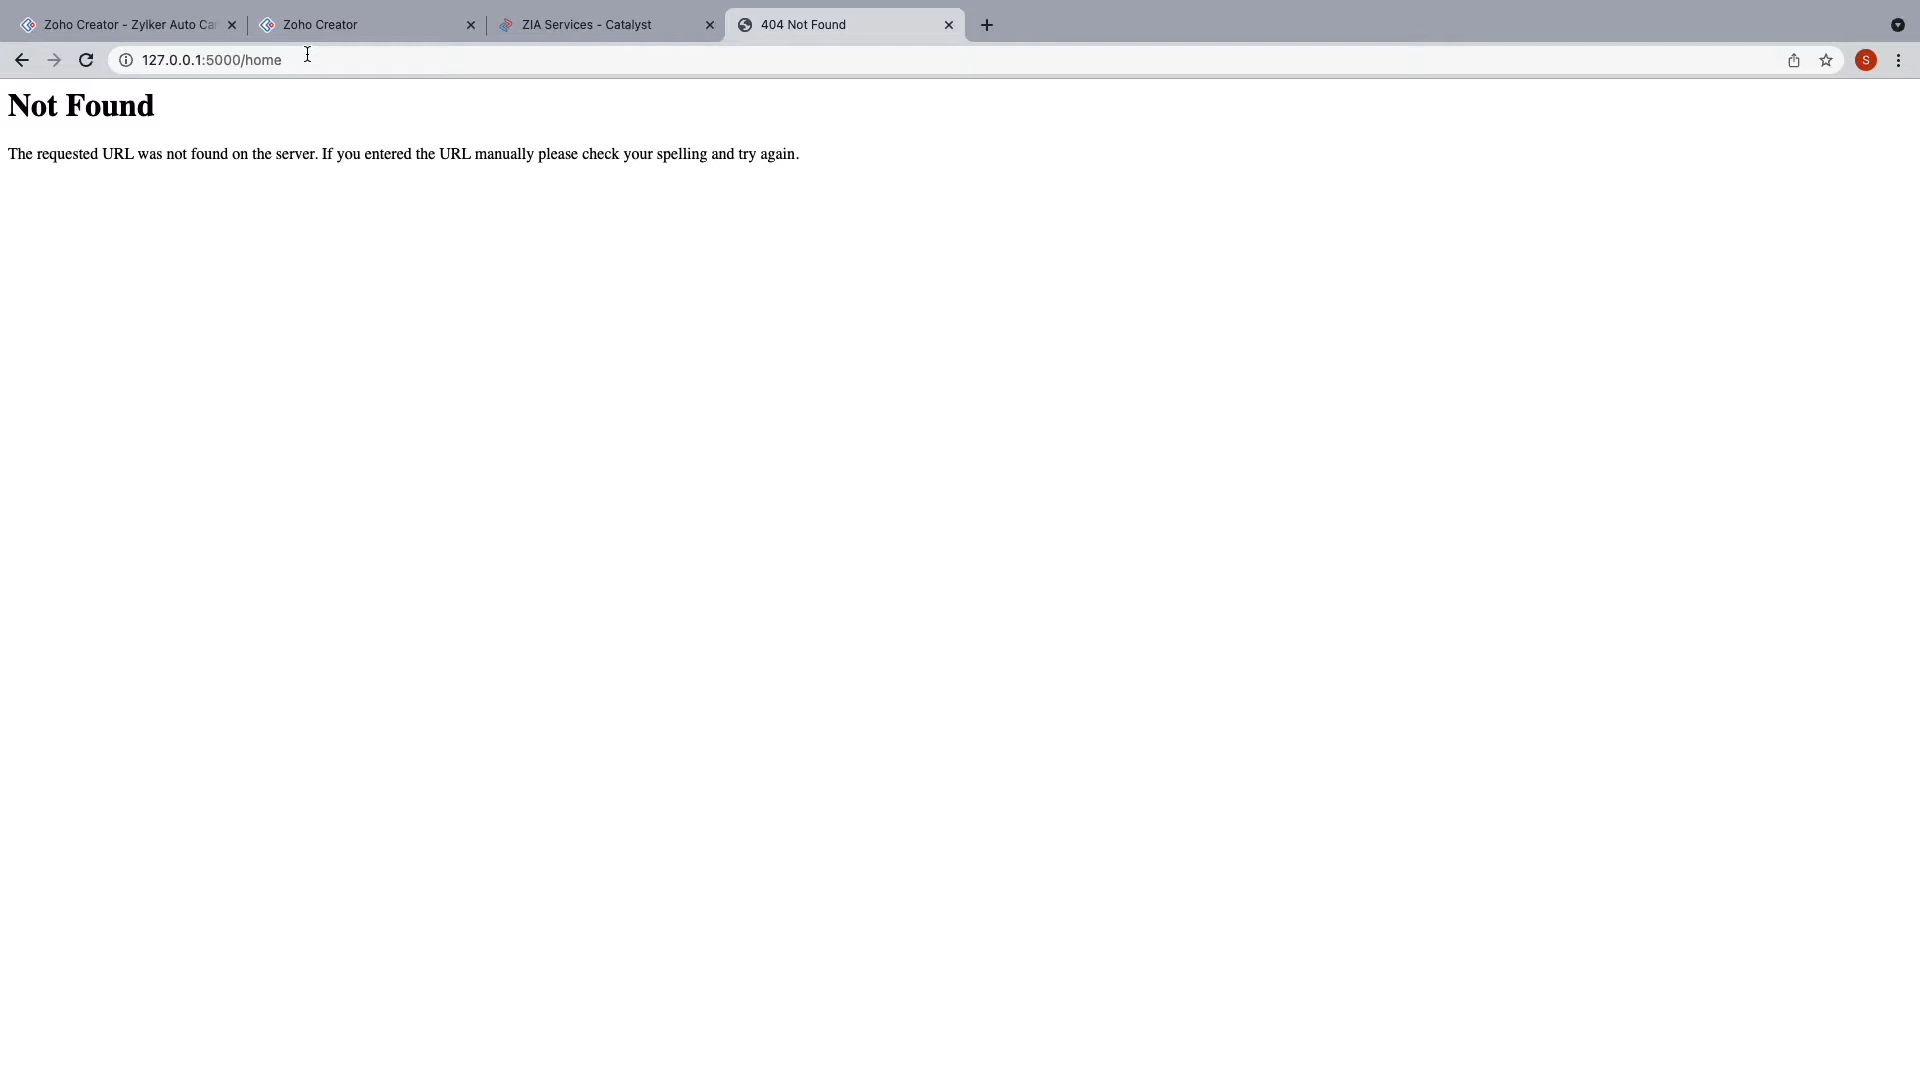 Zoho Creator - Zylker Auto Ca
Zoho Creator
ZIA Services - Catalyst
404 Not Found
127.0.0.1:5000/home
S
Not Found
The requested URL was not found on the server. If you entered the URL manually please check your spelling and try again.